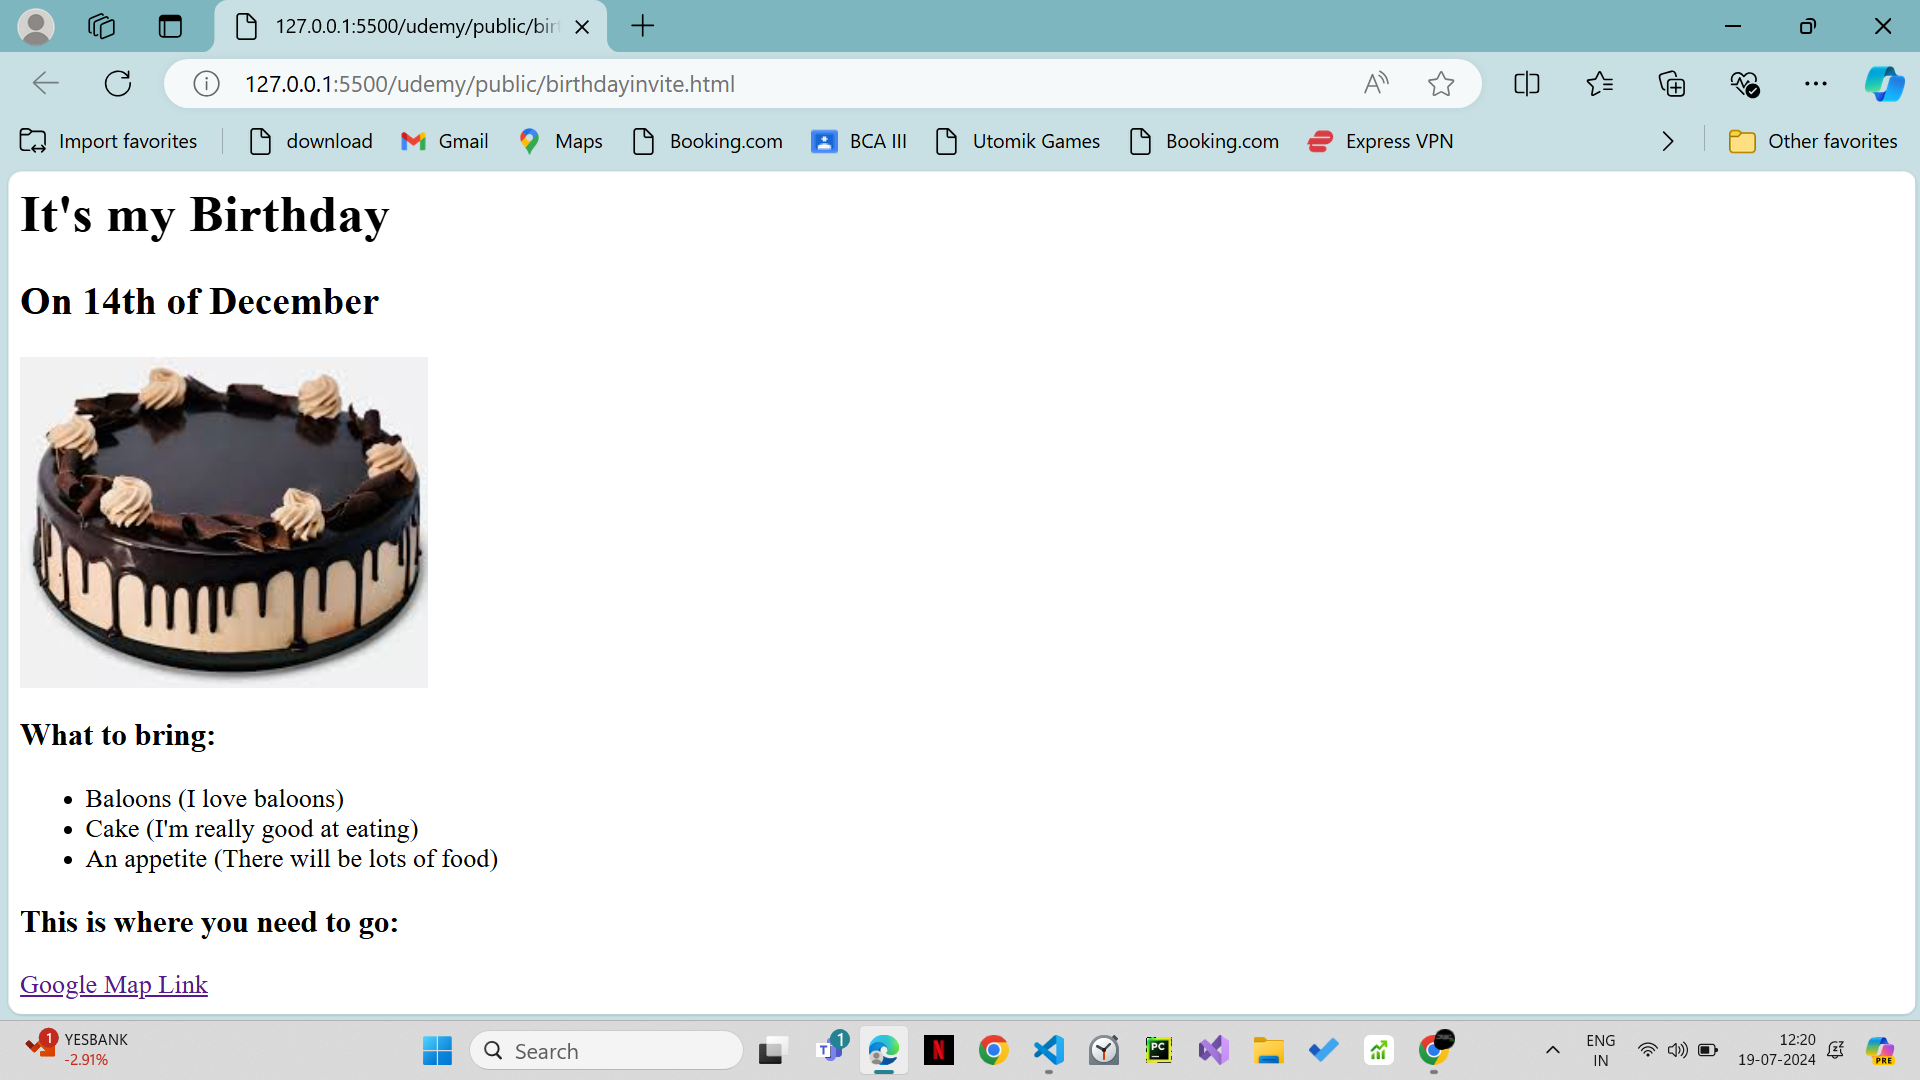 127.0.0.1:5500/udemy/public/bir
127.0.0.1:5500/udemy/public/birthdayinvite.html
Import favorites download Gmail Maps Booking.com BCA III Utomik Games Booking.com Express VPN Other favorites
It's my Birthday
On 14th of December
What to bring:
Baloons (I love baloons)
Cake (I'm really good at eating)
An appetite (There will be lots of food)
This is where you need to go:
Google Map Link
1 YESBANK
-2.91%
Search
1
T
N
PC
ENG
IN
12:20
19-07-2024
PRE